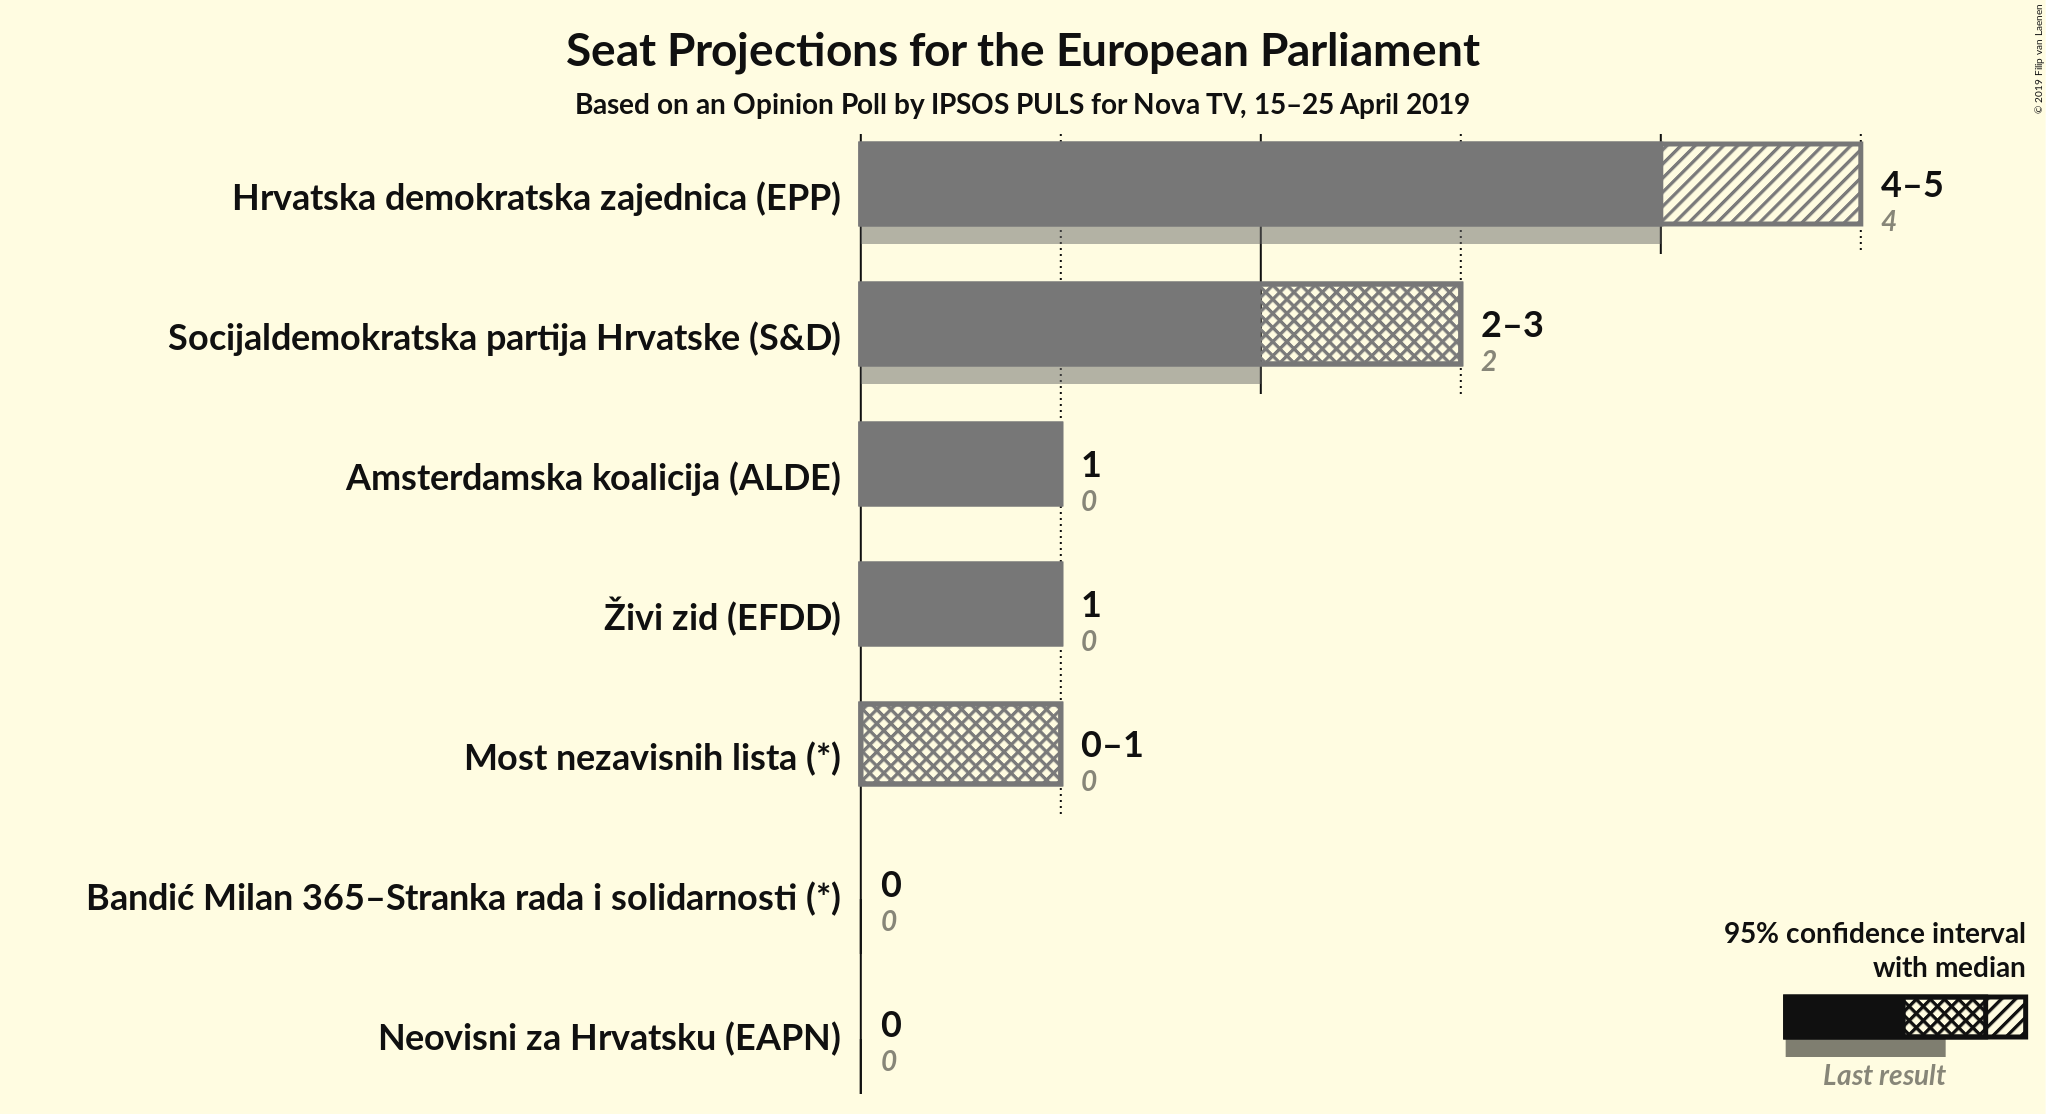 Seat Projections for the European Parliament
Based on an Opinion Poll by IPSOS PULS for Nova TV, 15–25 April 2019
© 2019 Filip van Laenen
Hrvatska demokratska zajednica (EPP)
4–5
4
Socijaldemokratska partija Hrvatske (S&D)
2–3
2
Amsterdamska koalicija (ALDE)
1
0
Živi zid (EFDD)
1
0
Most nezavisnih lista (*)
0–1
0
Bandić Milan 365–Stranka rada i solidarnosti (*)
0
0
Neovisni za Hrvatsku (EAPN)
0
0
95% confidence interval
with median
Last result